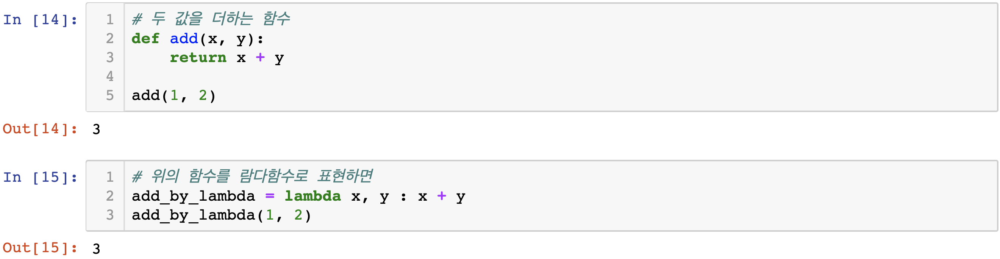 In [14]:
1 # 두 값을 더하는 함수
2 def add(x, y):
3     return x + y
4
5 add(1, 2)
Out[14]: 3
In [15]:
1 # 위의 함수를 람다함수로 표현하면
2 add_by_lambda = lambda x, y : x + y
3 add_by_lambda(1, 2)
Out[15]: 3